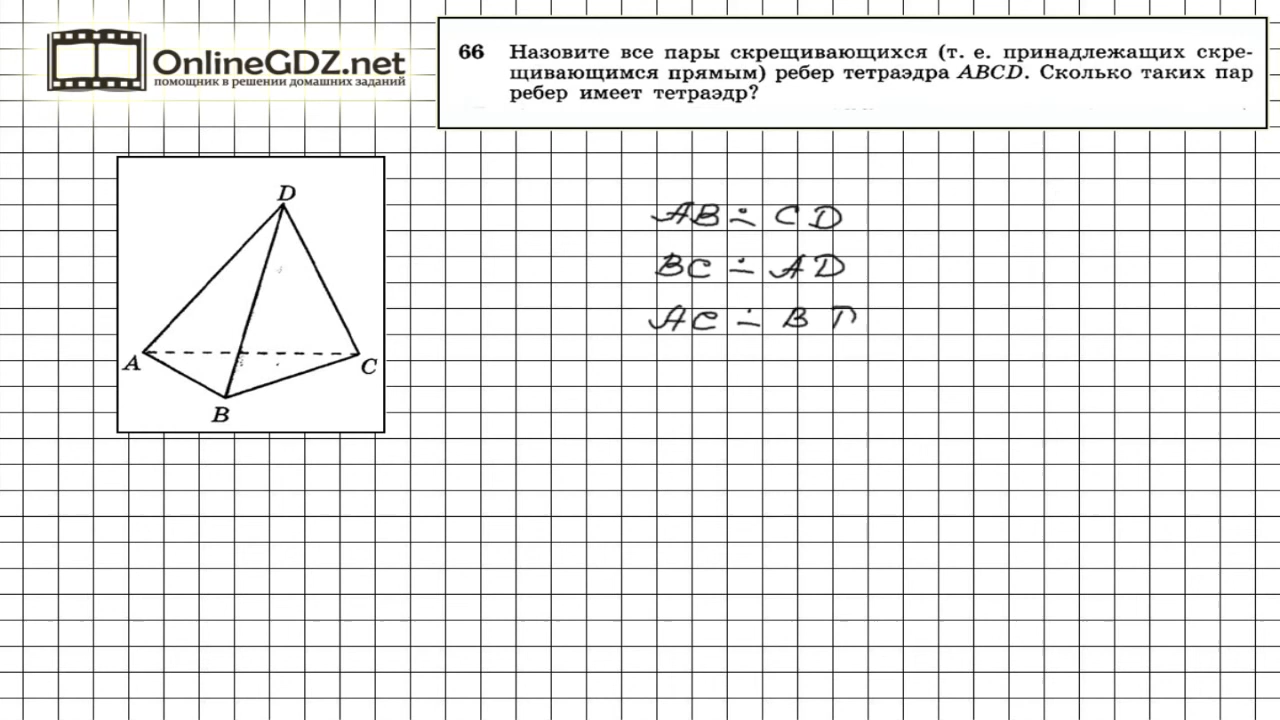 OnlineGDZ.net
помощник в решении домашних заданий
66 Назовите все пары скрещивающихся (т. е. принадлежащих скре-
щивающимся прямым) ребер тетраэдра ABCD. Сколько таких пар
ребер имеет тетраэдр?
D
A
C
B
AB ∸ CD
BC ∸ AD
AC ∸ B